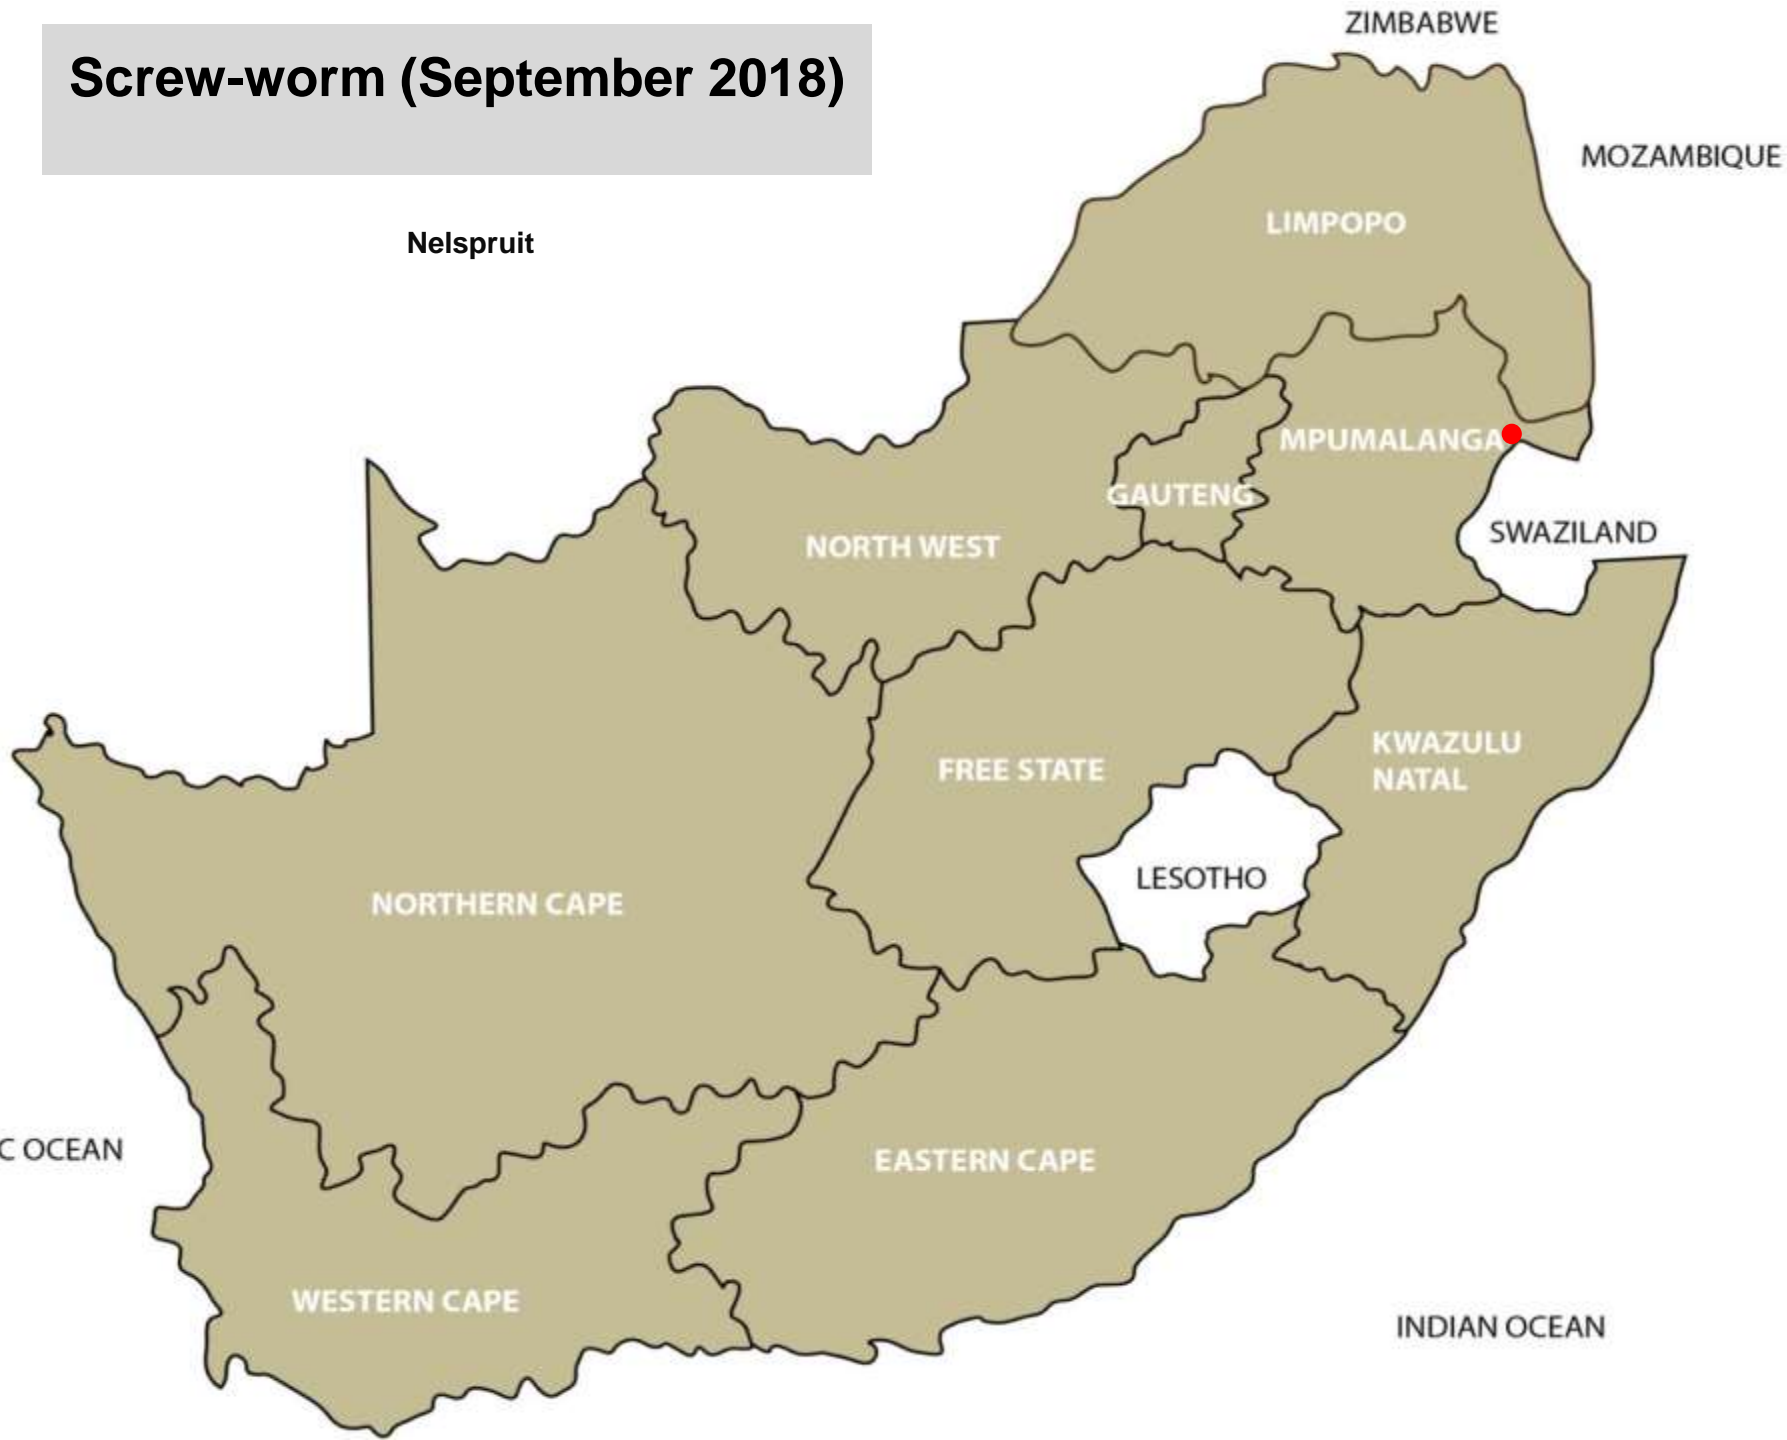 Screw-worm (September 2018)
ZIMBABWE
MOZAMBIQUE
LIMPOPO
Nelspruit
MPUMALANGA
GAUTENG
SWAZILAND
NORTH WEST
KWAZULU
NATAL
FREE STATE
LESOTHO
NORTHERN CAPE
C OCEAN
EASTERN CAPE
WESTERN CAPE
INDIAN OCEAN